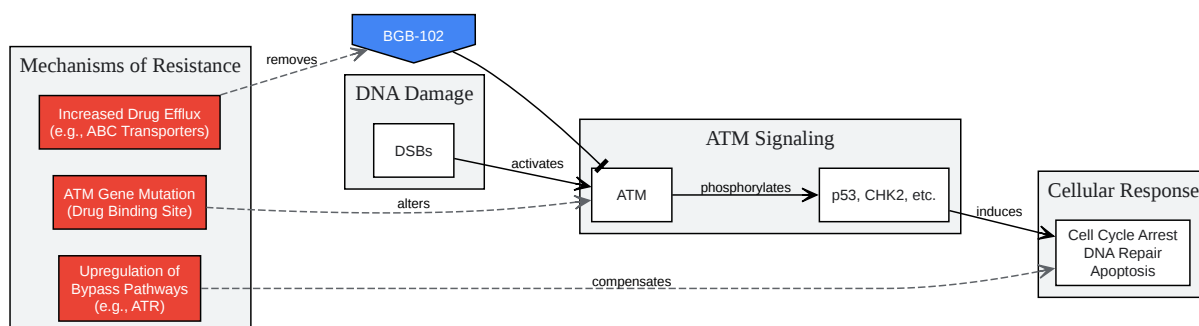 BGB-102
Mechanisms of Resistance
removes
Increased Drug Efflux
(e.g., ABC Transporters)
DNA Damage
DSBs
activates
ATM Signaling
ATM
phosphorylates
p53, CHK2, etc.
ATM Gene Mutation
(Drug Binding Site)
alters
Cellular Response
induces
Cell Cycle Arrest
DNA Repair
Apoptosis
Upregulation of
Bypass Pathways
(e.g., ATR)
compensates